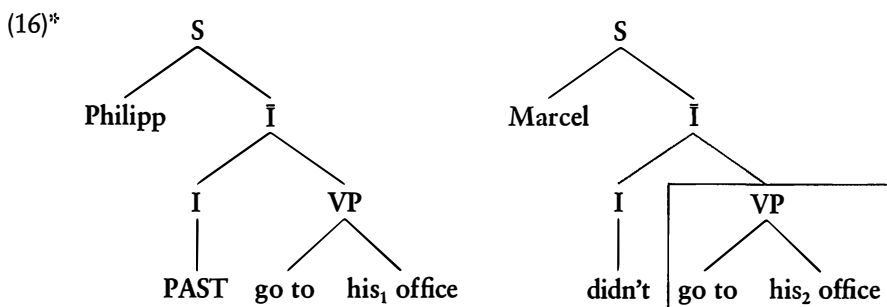 (16)*
S S
Philipp Ī Marcel Ī
I VP I VP
PAST go to his₁ office didn't go to his₂ office